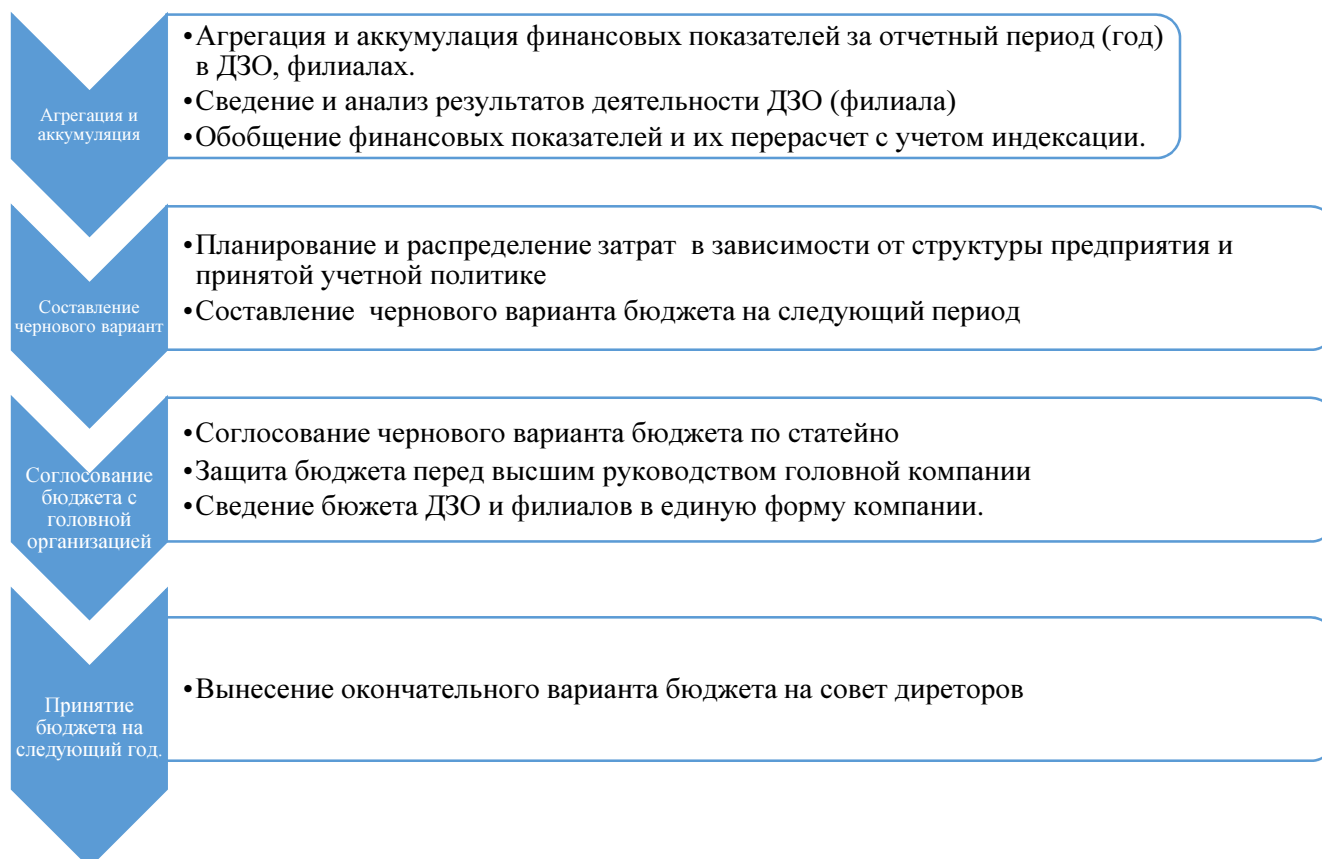 Агрегация и
аккумуляция
•Агрегация и аккумуляция финансовых показателей за отчетный период (год)
в ДЗО, филиалах.
•Сведение и анализ результатов деятельности ДЗО (филиала)
•Обобщение финансовых показателей и их перерасчет с учетом индексации.
Составление
чернового вариант
•Планирование и распределение затрат  в зависимости от структуры предприятия и
принятой учетной политике
•Составление  чернового варианта бюджета на следующий период
Соглосование
бюджета с
головной
организацией
•Соглосование чернового варианта бюджета по статейно
•Защита бюджета перед высшим руководством головной компании
•Сведение бюжета ДЗО и филиалов в единую форму компании.
Принятие
бюджета на
следующий год.
•Вынесение окончательного варианта бюджета на совет диреторов